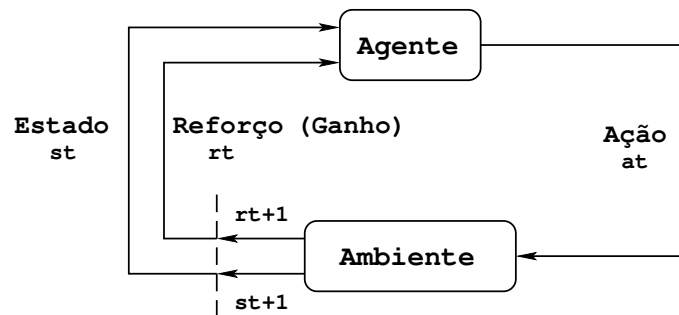 Agente
Estado
st
Reforço (Ganho)
rt
Ação
at
rt+1
Ambiente
st+1